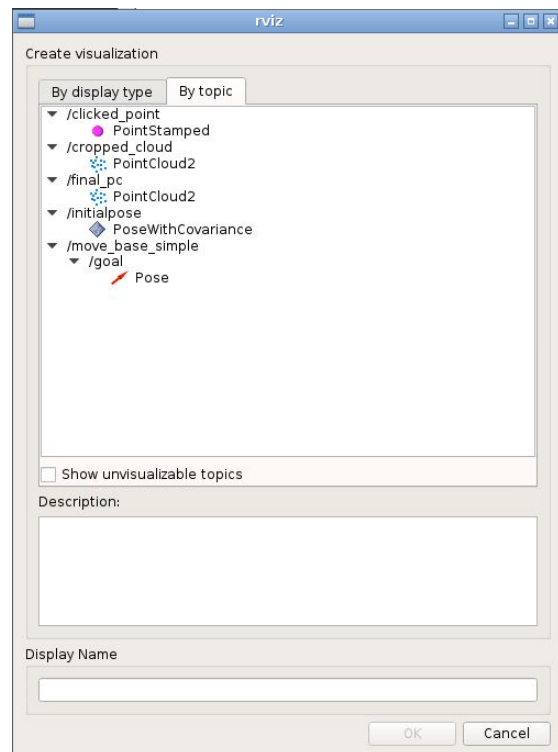 rviz
Create visualization
By display type
By topic
/clicked_point
PointStamped
/cropped_cloud
PointCloud2
/final_pc
PointCloud2
/initialpose
PoseWithCovariance
/move_base_simple
/goal
Pose
Show unvisualizable topics
Description:
Display Name
OK
Cancel